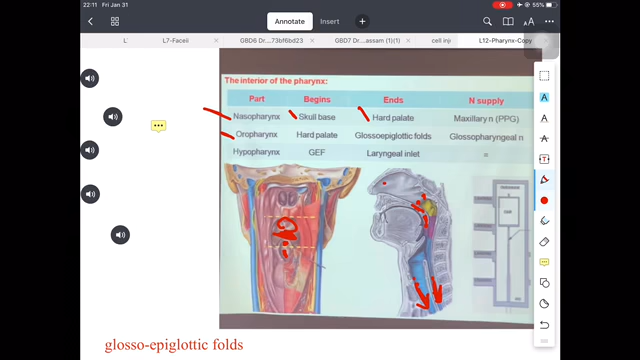 22:11 Fri Jan 31
55%
Annotate Insert
L7-Faceii
GBD6 Dr....73bf6bd23
GBD7 Dr....assam (1)(1)
cell inj
L12-Pharynx-Copy
The interior of the pharynx:
Part Begins Ends N supply
Nasopharynx Skull base Hard palate Maxillary n (PPG)
Oropharynx Hard palate Glossoepiglottic folds Glossopharyngeal n
Hypopharynx GEF Laryngeal inlet =
glosso-epiglottic folds